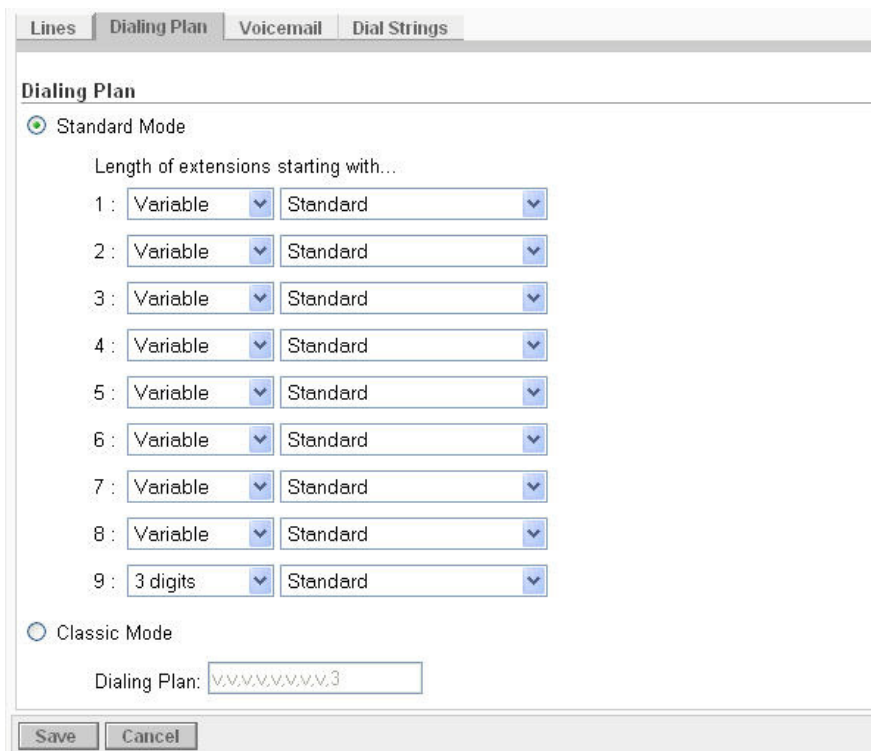 Lines Dialing Plan Voicemail Dial Strings
Dialing Plan
Standard Mode
Length of extensions starting with...
1 : Variable Standard
2 : Variable Standard
3 : Variable Standard
4 : Variable Standard
5 : Variable Standard
6 : Variable Standard
7 : Variable Standard
8 : Variable Standard
9 : 3 digits Standard
Classic Mode
Dialing Plan: v,v,v,v,v,v,v,v,3
Save Cancel